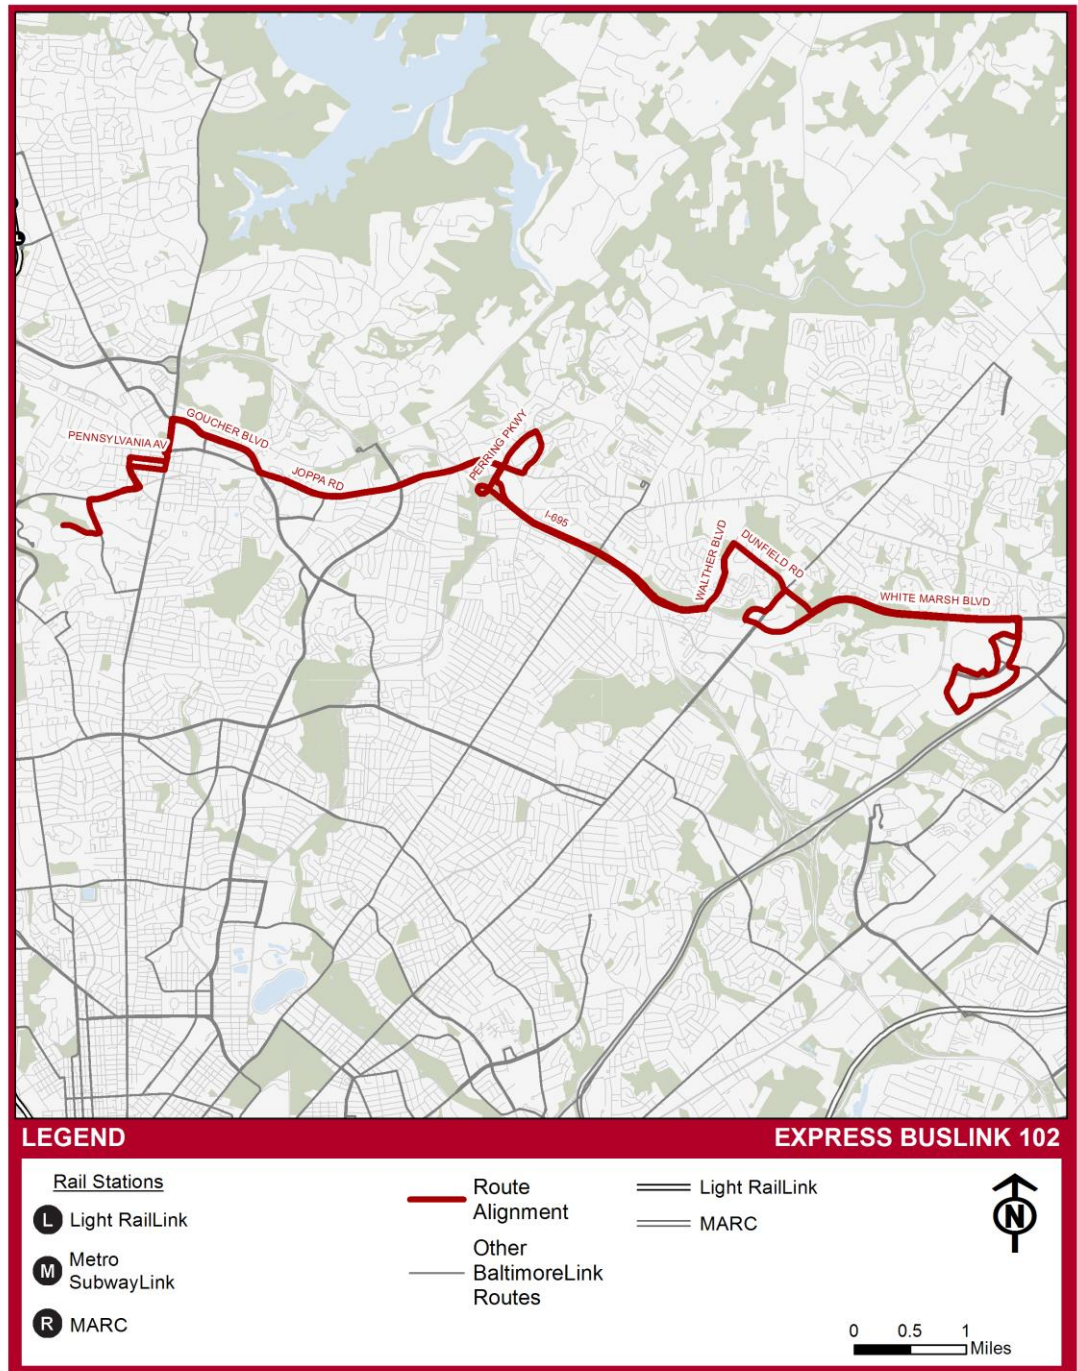 GOUCHER BLVD
PENNSYLVANIA AV
JOPPA RD
PERRING PKWY
I-695
WALTHER BLVD
DUNFIELD RD
WHITE MARSH BLVD
L
LEGEND
EXPRESS BUSLINK 102
Rail Stations
L Light RailLink
M Metro
SubwayLink
R MARC
Route
Alignment
Other
BaltimoreLink
Routes
Light RailLink
MARC
N
0 0.5 1
Miles